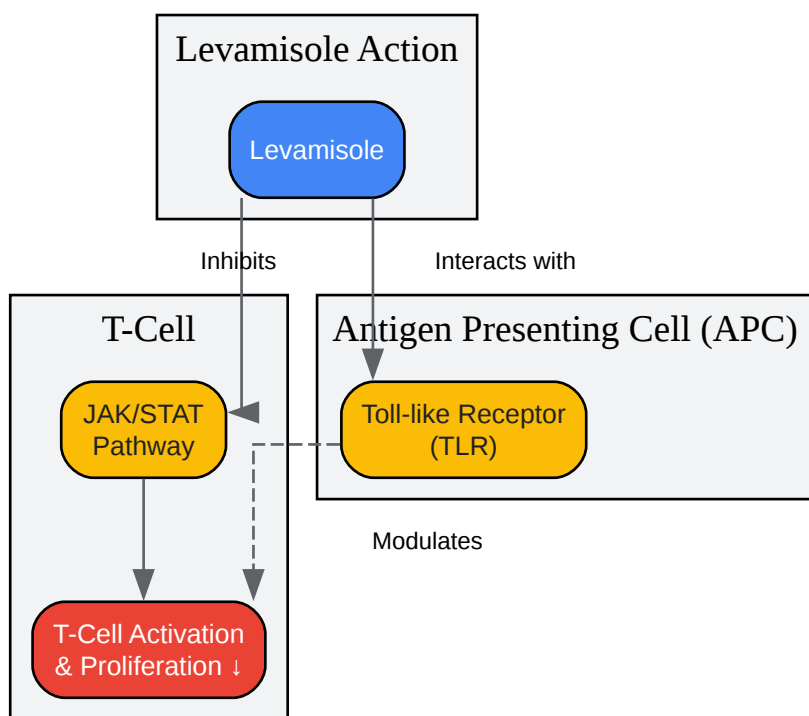 Levamisole Action
Levamisole
Inhibits
Interacts with
T-Cell
Antigen Presenting Cell (APC)
JAK/STAT
Pathway
Toll-like Receptor
(TLR)
Modulates
T-Cell Activation
& Proliferation ↓